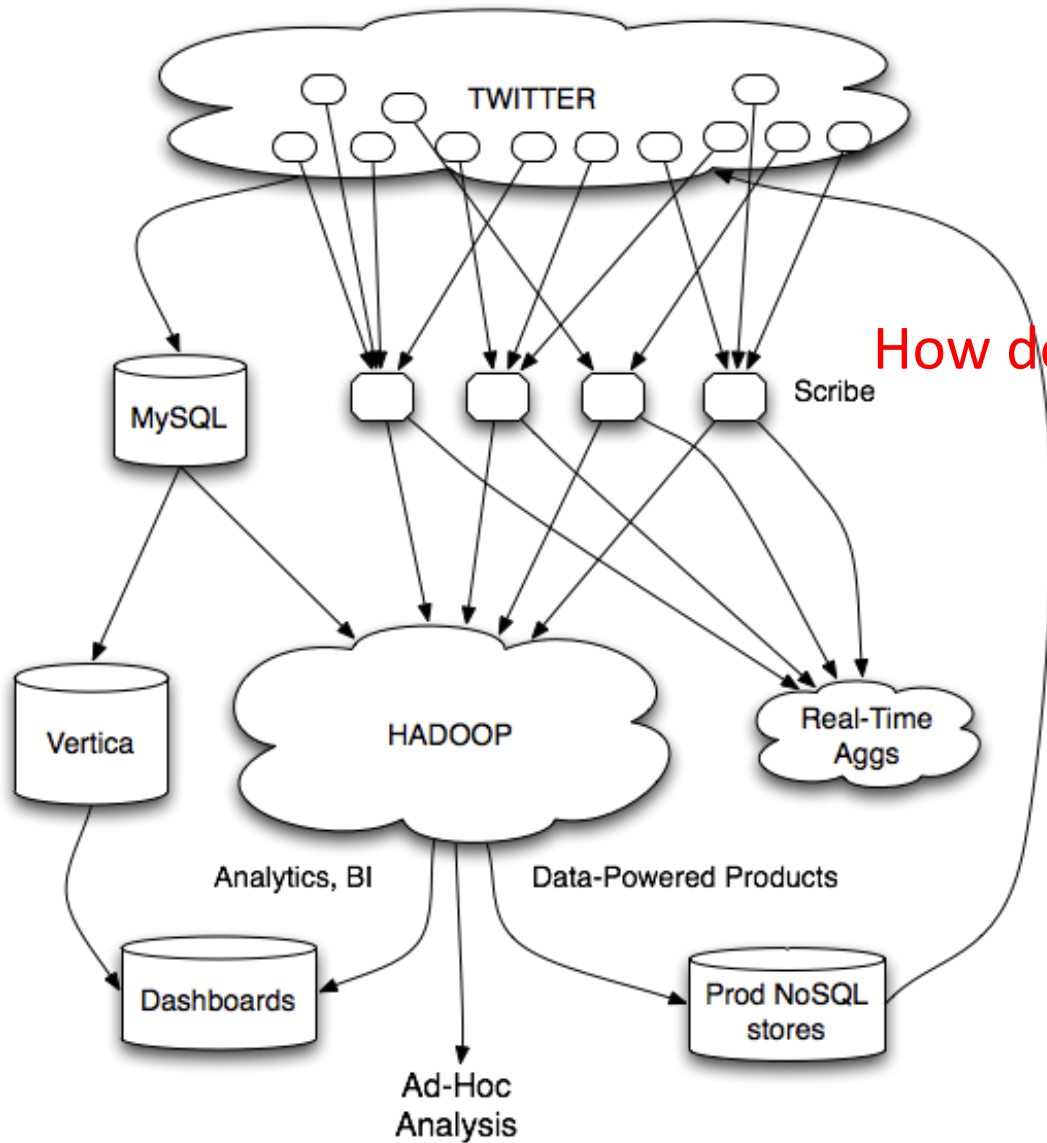 TWITTER
How
MySQL
Scribe
Vertica
HADOOP
Real-Time
Aggs
Analytics, BI
Data-Powered Products
Dashboards
Prod NoSQL
stores
Ad-Hoc
Analysis